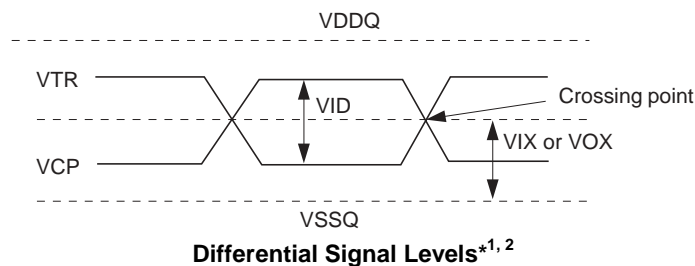 VDDQ
VTR
VID
Crossing point
VIX or VOX
VCP
VSSQ
Differential Signal Levels*1, 2